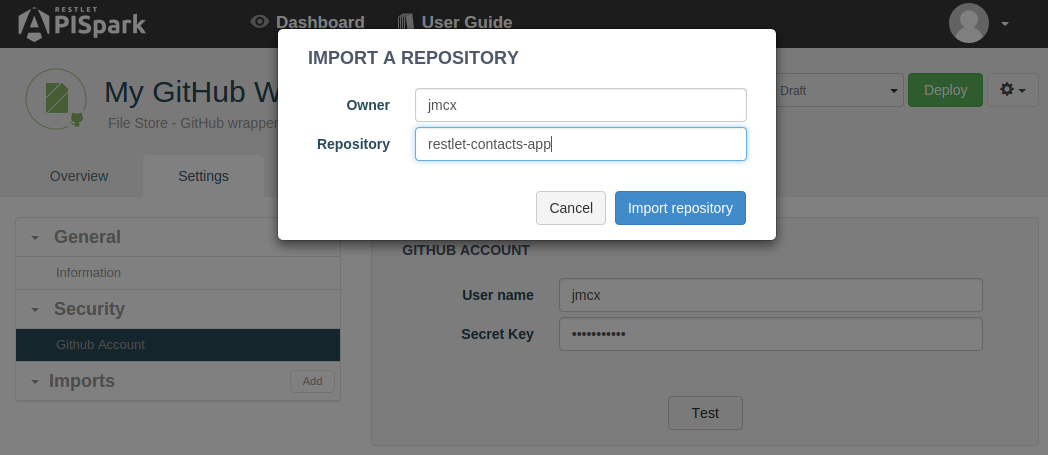 RESTLET
APISpark
Dashboard
User Guide
IMPORT A REPOSITORY
Owner
jmcx
Repository
restlet-contacts-app
Cancel
Import repository
My GitHub W
File Store - GitHub wrapper
Draft
Deploy
Overview
Settings
General
Information
Security
Github Account
Imports
Add
GITHUB ACCOUNT
User name
jmcx
Secret Key
•••••••••••
Test